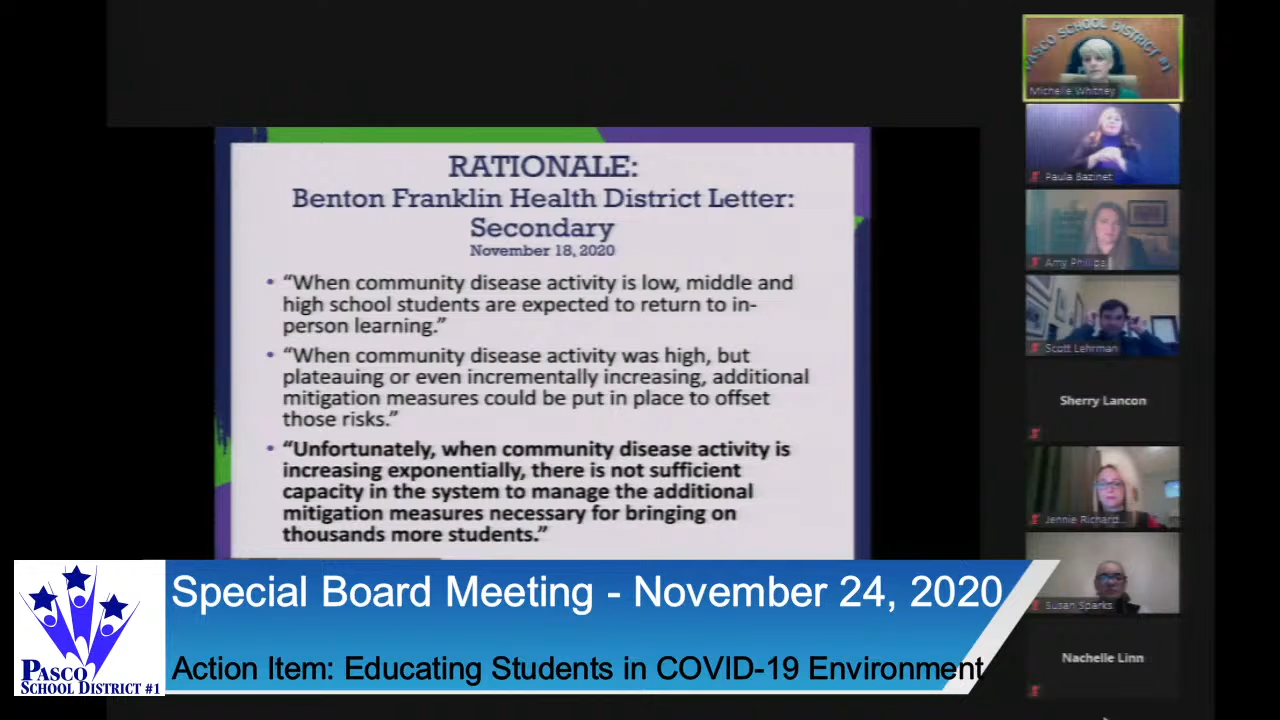 RATIONALE:
Benton Franklin Health District Letter:
Secondary
November 18, 2020
• “When community disease activity is low, middle and
high school students are expected to return to in-
person learning.”
• “When community disease activity was high, but
plateauing or even incrementally increasing, additional
mitigation measures could be put in place to offset
those risks.”
• “Unfortunately, when community disease activity is
increasing exponentially, there is not sufficient
capacity in the system to manage the additional
mitigation measures necessary for bringing on
thousands more students.”
PASCO SCHOOL DISTRICT #1
Michelle Whitney
Paula Bazinet
Amy Phillips
Scott Lehrman
Sherry Lancon
Jennie Richard...
Susan Sparks
Nachelle Linn
Special Board Meeting - November 24, 2020
Action Item: Educating Students in COVID-19 Environment
PASCO
SCHOOL DISTRICT #1